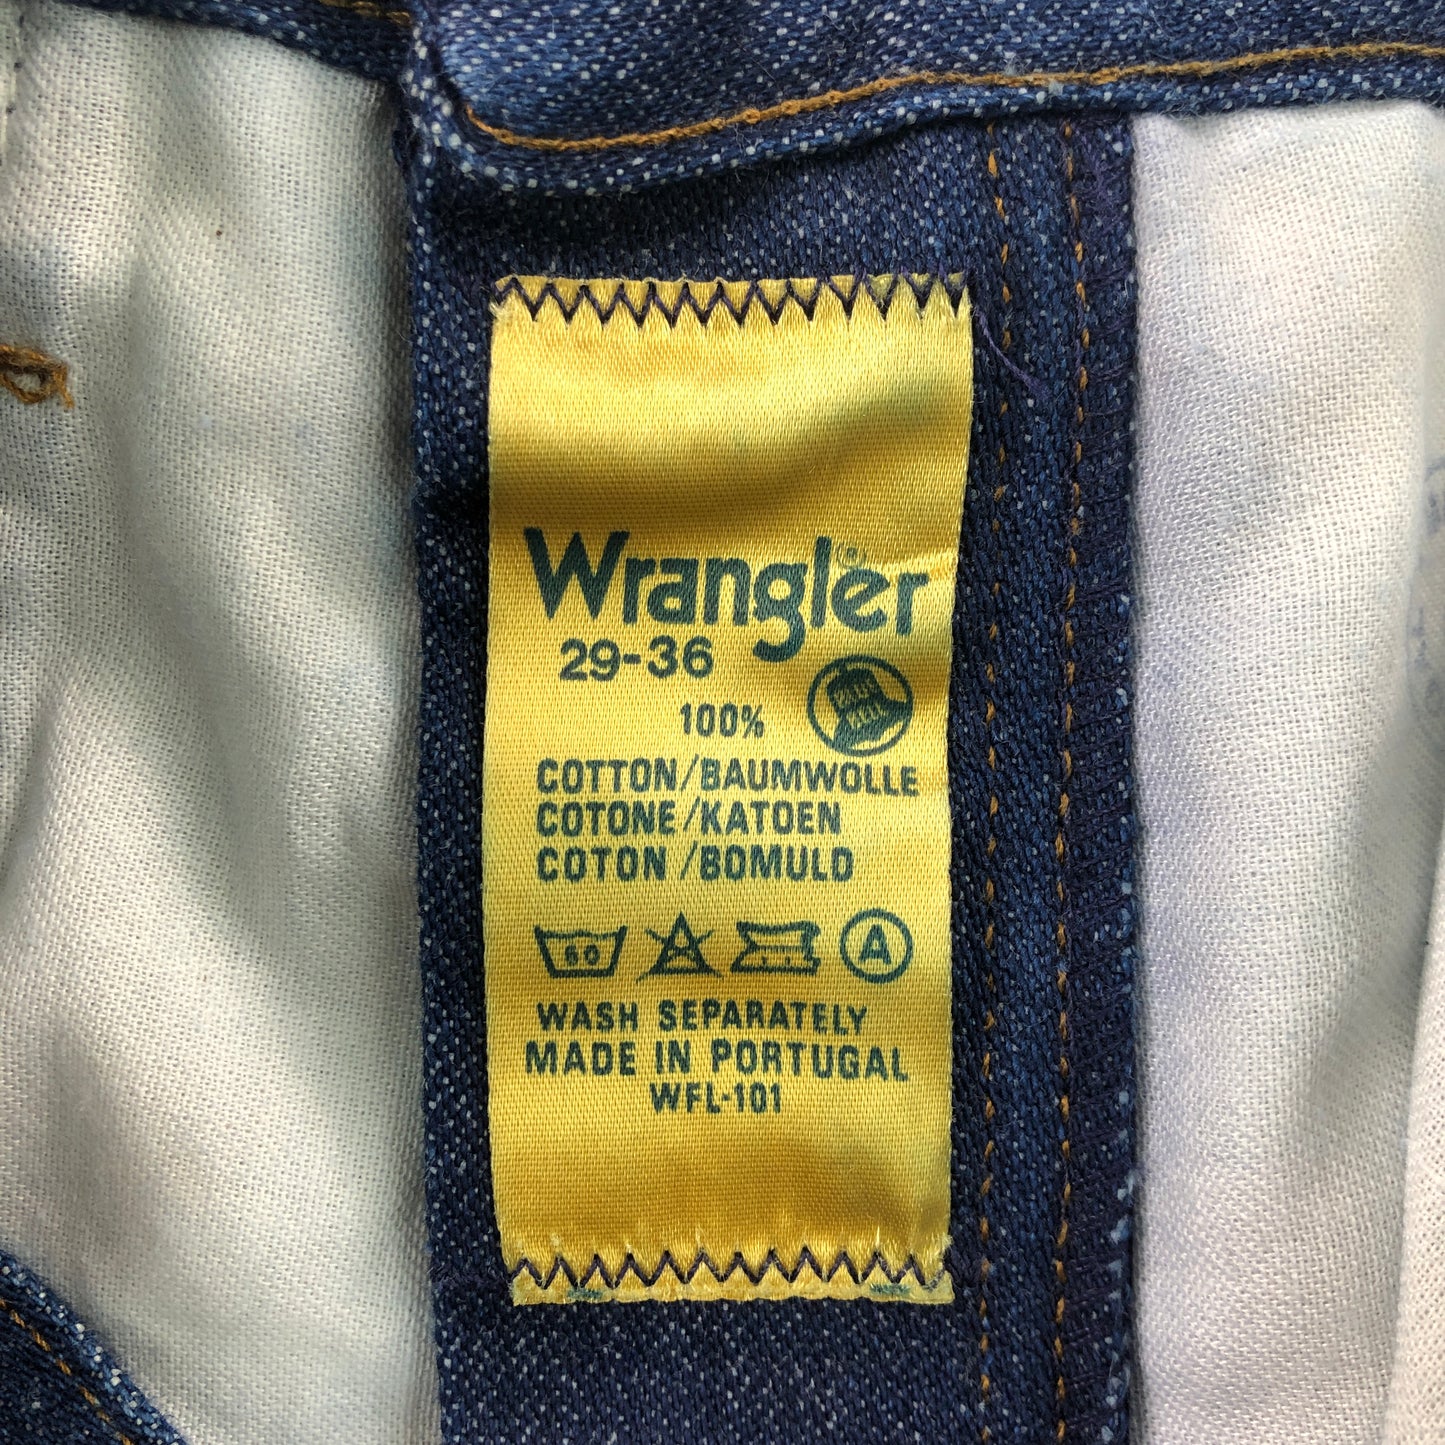 Wrangler®
29-36
100%
COTTON/BAUMWOLLE
COTONE/KATOEN
COTON/BOMULD
60 A
WASH SEPARATELY
MADE IN PORTUGAL
WFL-101